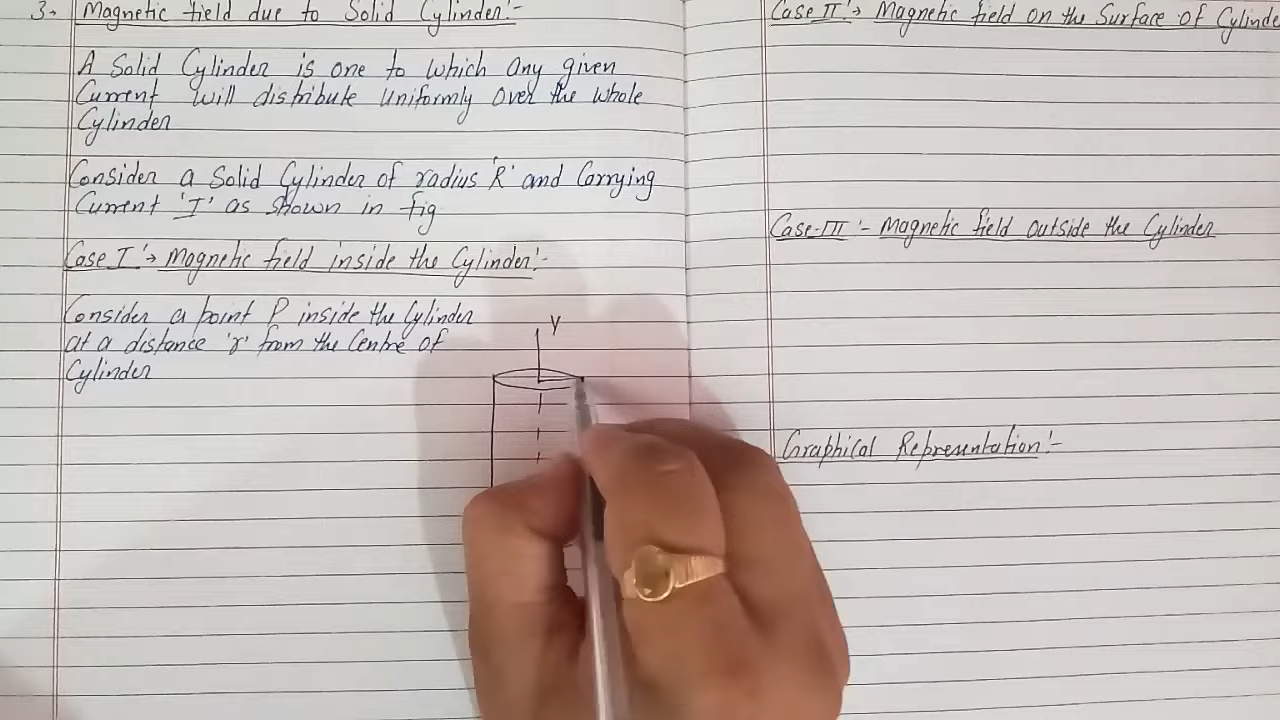 3. Magnetic field due to Solid Cylinder:-
A Solid Cylinder is one to which any given
Current will distribute uniformly over the whole
Cylinder
Consider a Solid Cylinder of radius 'R' and Carrying
Current 'I' as shown in fig
Case I :→ Magnetic field inside the Cylinder:-
Consider a point P inside the Cylinder
at a distance 'r' from the Centre of
Cylinder
Y
Case II :→ Magnetic field on the Surface of Cylinde
Case-III :- Magnetic field outside the Cylinder
Graphical Representation:-